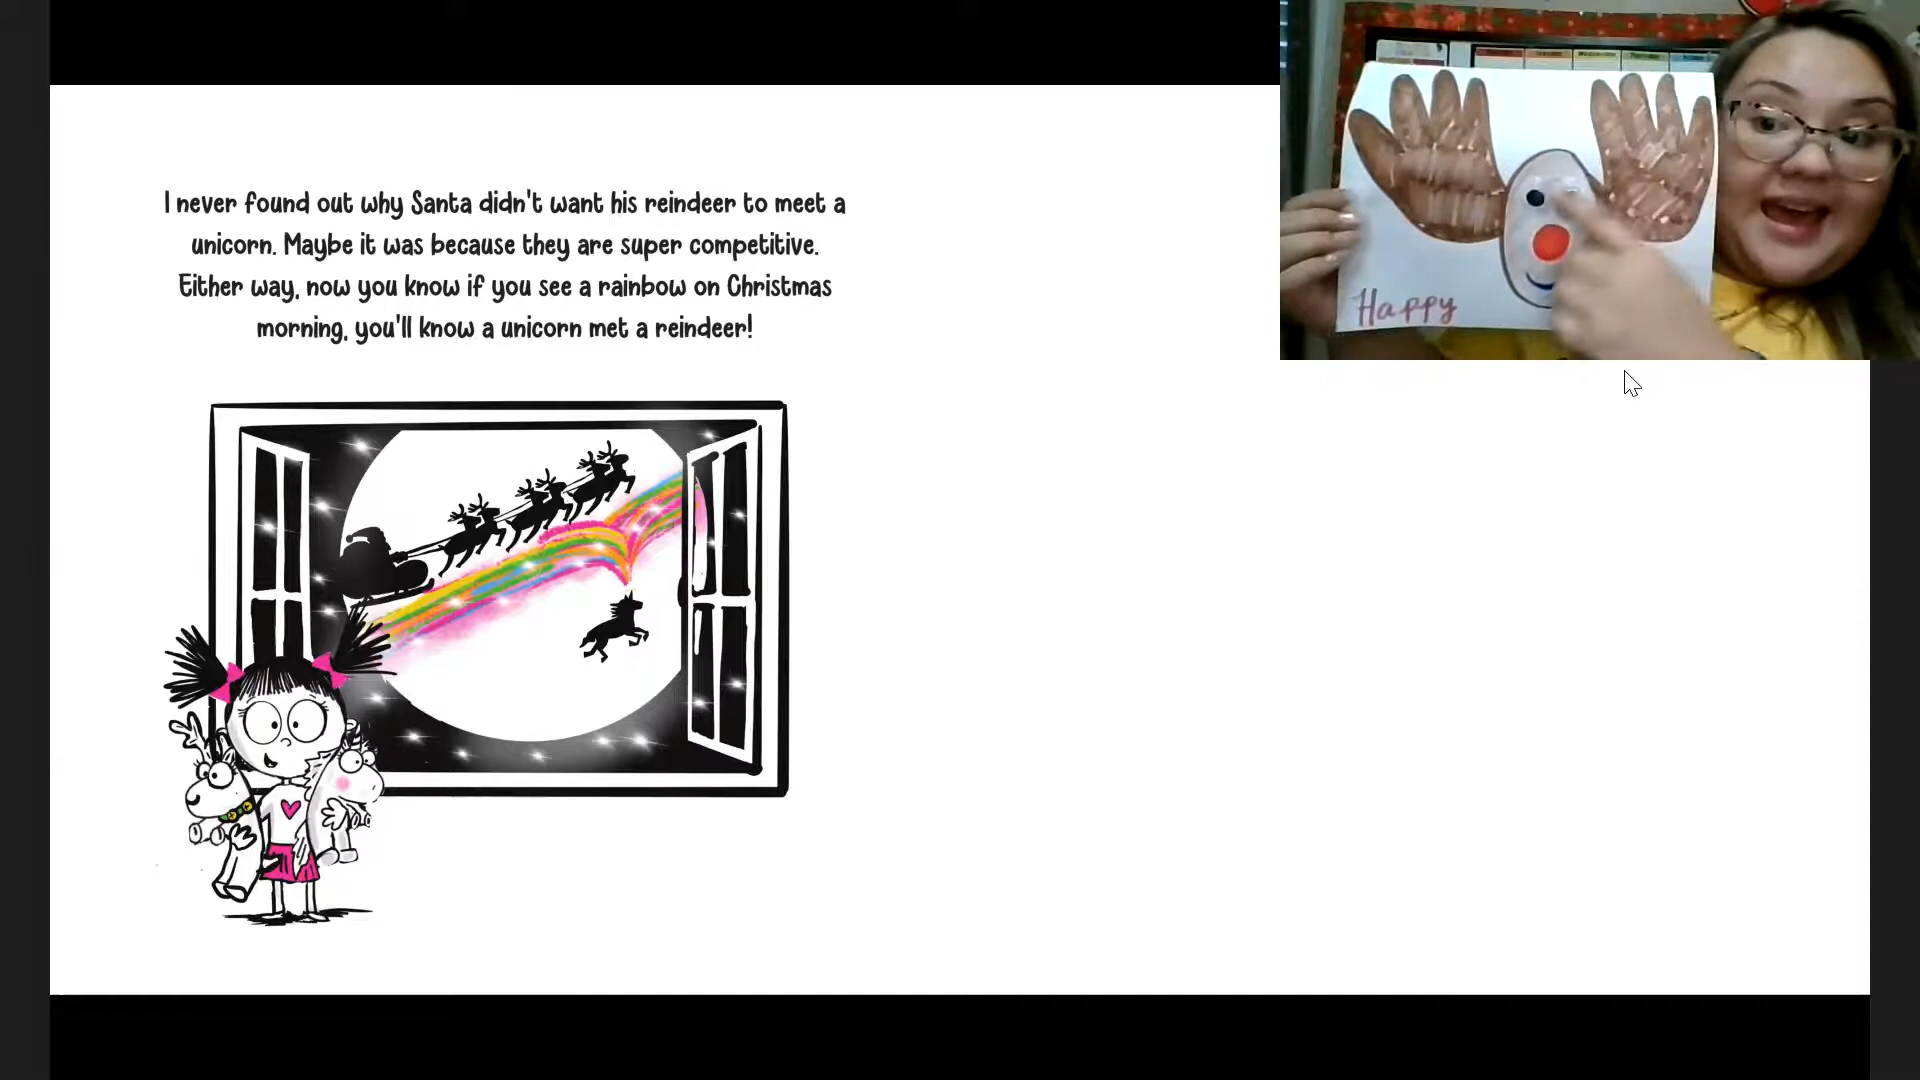 I never found out why Santa didn't want his reindeer to meet a
unicorn. Maybe it was because they are super competitive.
Either way, now you know if you see a rainbow on Christmas
morning, you'll know a unicorn met a reindeer!
Happy